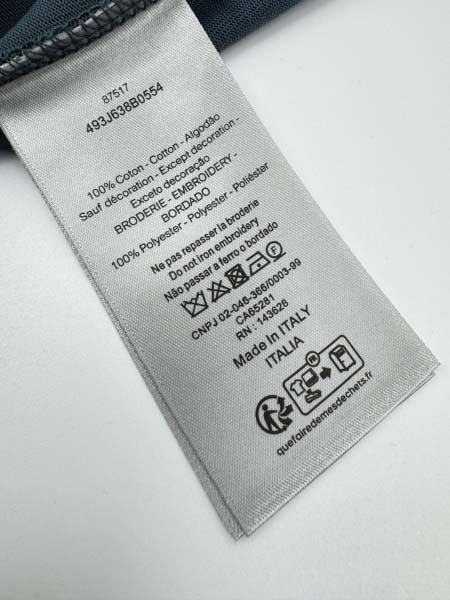 87517
493J638B0554
100% Coton - Cotton - Algodão
Sauf décoration - Except decoration -
Exceto decoração
BRODERIE - EMBROIDERY -
BORDADO
100% Polyester - Polyester - Poliéster
Ne pas repasser la broderie
Do not iron embroidery
Não passar a ferro o bordado
F
CNPJ 02-046-366/0003-99
CA65281
RN : 143628
Made In ITALY
ITALIA
FR
quefairedemesdechets.fr